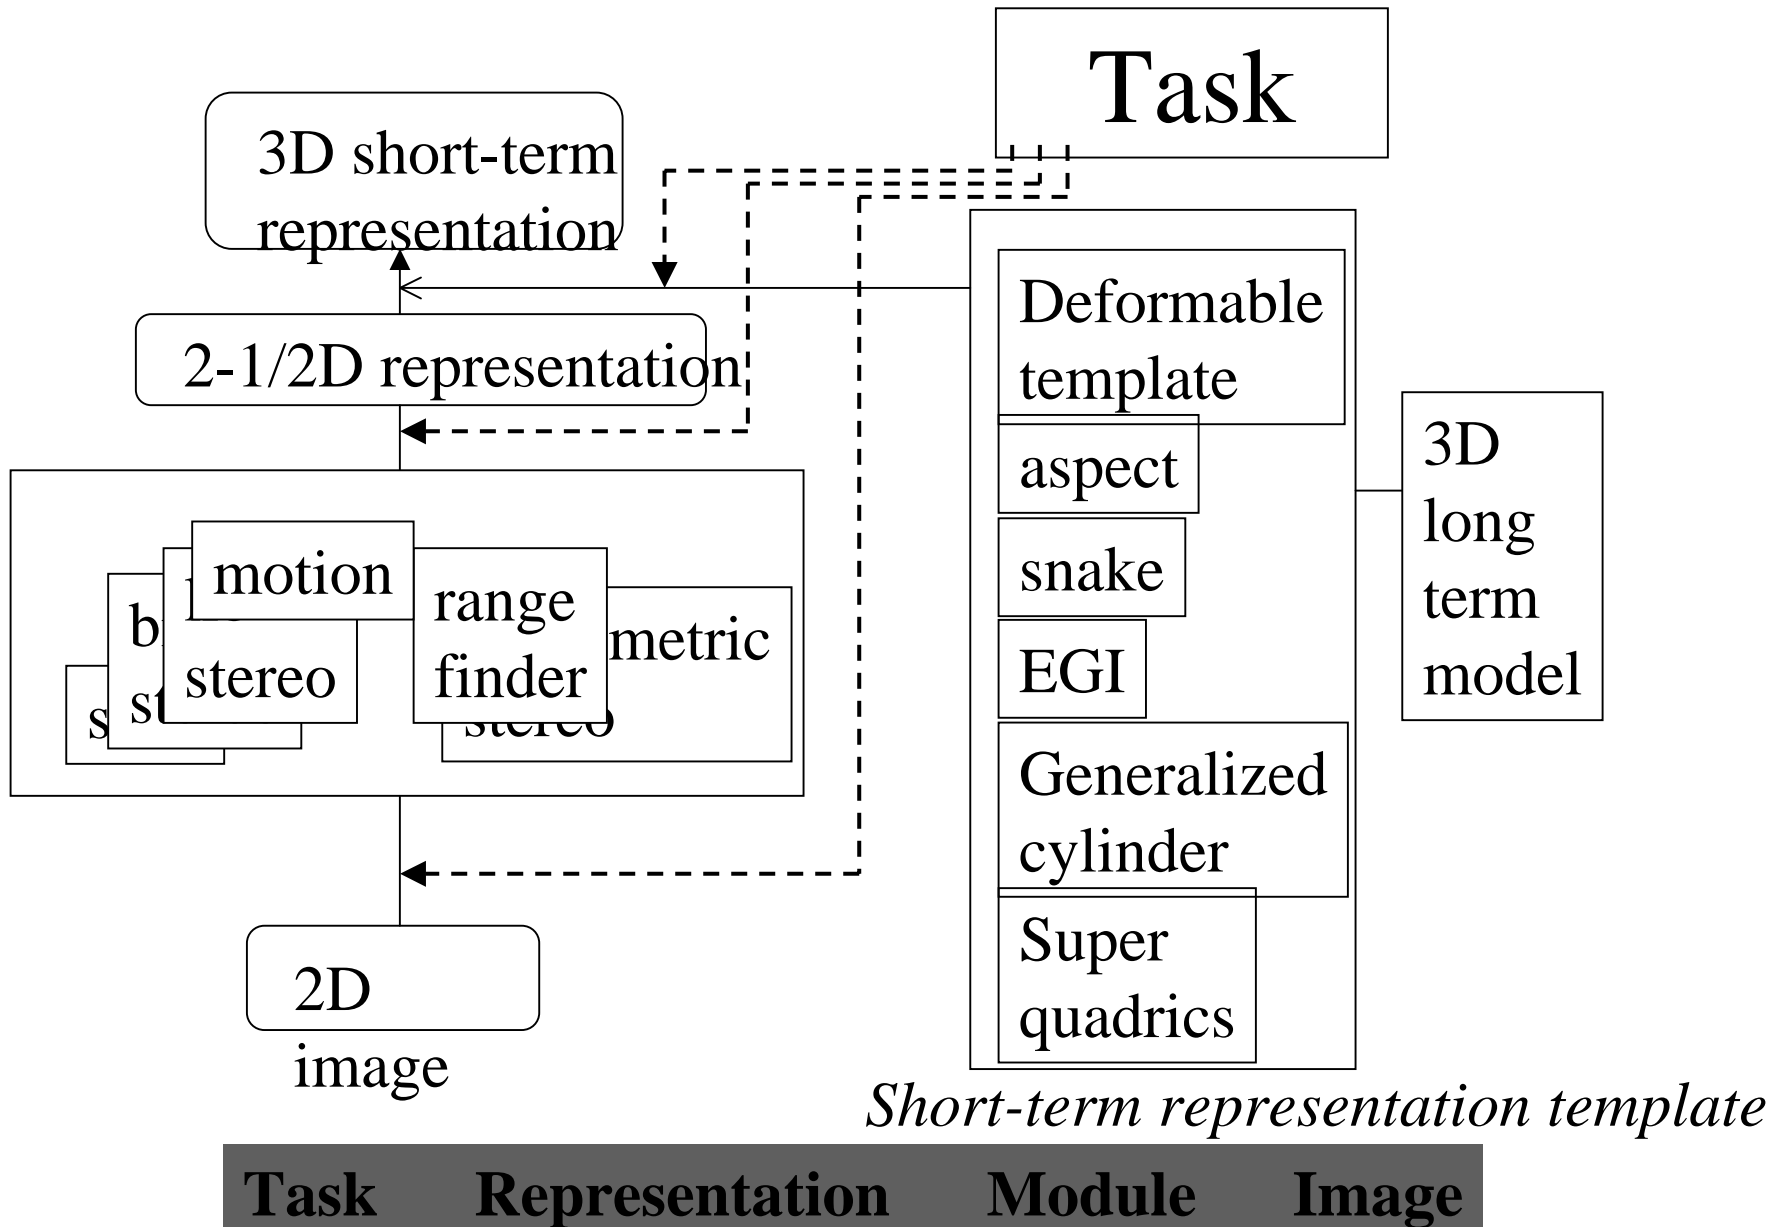 Task
3D short-term
representation
2-1/2D representation
motion
range
finder
metric
stereo
stereo
2D
image
Deformable
template
aspect
snake
EGI
Generalized
cylinder
Super
quadrics
3D
long
term
model
Short-term representation template
Task Representation Module Image